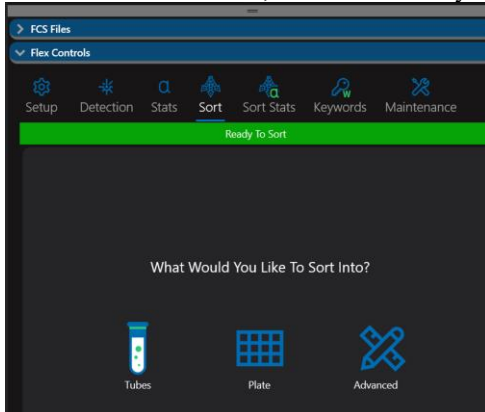 FCS Files
Flex Controls
Setup Detection Stats Sort Sort Stats Keywords Maintenance
Ready To Sort
What Would You Like To Sort Into?
Tubes Plate Advanced